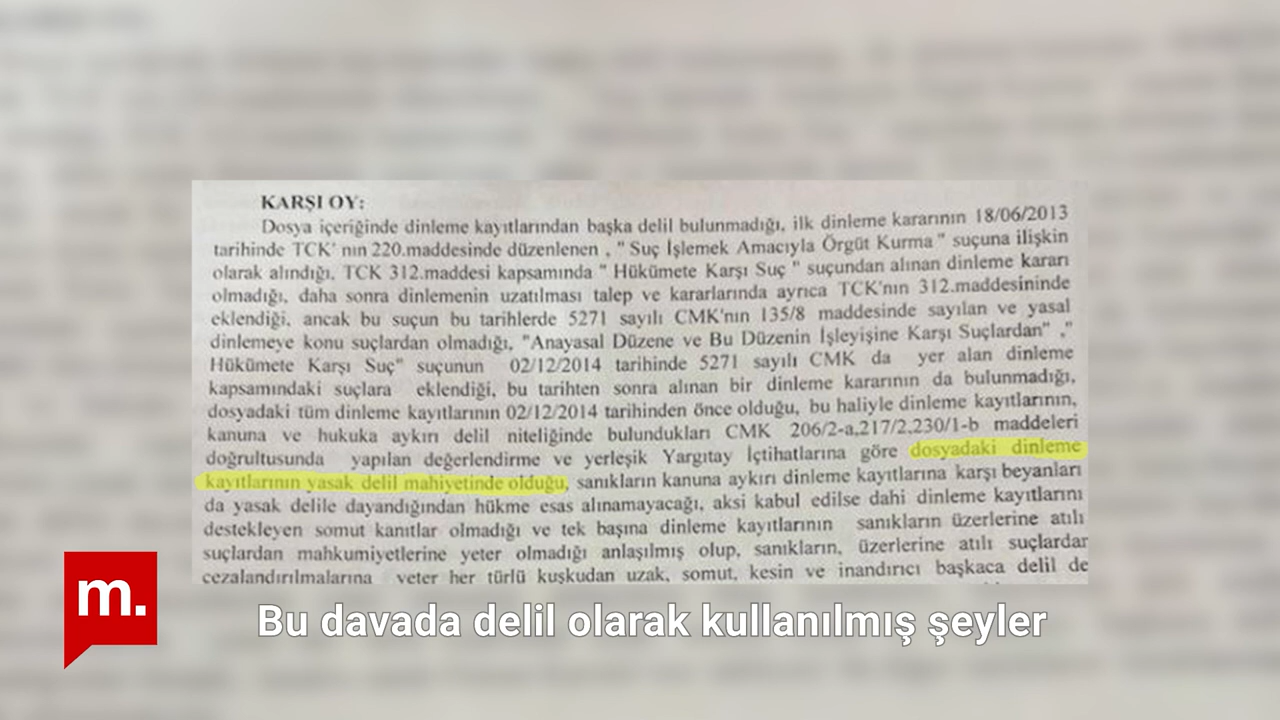 KARŞI OY:
Dosya içeriğinde dinleme kayıtlarından başka delil bulunmadığı, ilk dinleme kararının 18/06/2013
tarihinde TCK' nın 220.maddesinde düzenlenen , " Suç İşlemek Amacıyla Örgüt Kurma " suçuna ilişkin
olarak alındığı, TCK 312.maddesi kapsamında " Hükümete Karşı Suç " suçundan alınan dinleme kararı
olmadığı, daha sonra dinlemenin uzatılması talep ve kararlarında ayrıca TCK'nın 312.maddesininde
eklendiği, ancak bu suçun bu tarihlerde 5271 sayılı CMK'nın 135/8 maddesinde sayılan ve yasal
dinlemeye konu suçlardan olmadığı, "Anayasal Düzene ve Bu Düzenin İşleyişine Karşı Suçlardan" ,"
Hükümete Karşı Suç" suçunun 02/12/2014 tarihinde 5271 sayılı CMK da yer alan dinleme
kapsamındaki suçlara eklendiği, bu tarihten sonra alınan bir dinleme kararının da bulunmadığı,
dosyadaki tüm dinleme kayıtlarının 02/12/2014 tarihinden önce olduğu, bu haliyle dinleme kayıtlarının,
kanuna ve hukuka aykırı delil niteliğinde bulundukları CMK 206/2-a,217/2,230/1-b maddeleri
doğrultusunda yapılan değerlendirme ve yerleşik Yargıtay İçtihatlarına göre dosyadaki dinleme
kayıtlarının yasak delil mahiyetinde olduğu, sanıkların kanuna aykırı dinleme kayıtlarına karşı beyanları
da yasak delile dayandığından hükme esas alınamayacağı, aksi kabul edilse dahi dinleme kayıtlarını
destekleyen somut kanıtlar olmadığı ve tek başına dinleme kayıtlarının sanıkların üzerlerine atılı
suçlardan mahkumiyetlerine yeter olmadığı anlaşılmış olup, sanıkların, üzerlerine atılı suçlardar
cezalandırılmalarına yeter her türlü kuşkudan uzak, somut, kesin ve inandırıcı başkaca delil de
m.
Bu davada delil olarak kullanılmış şeyler